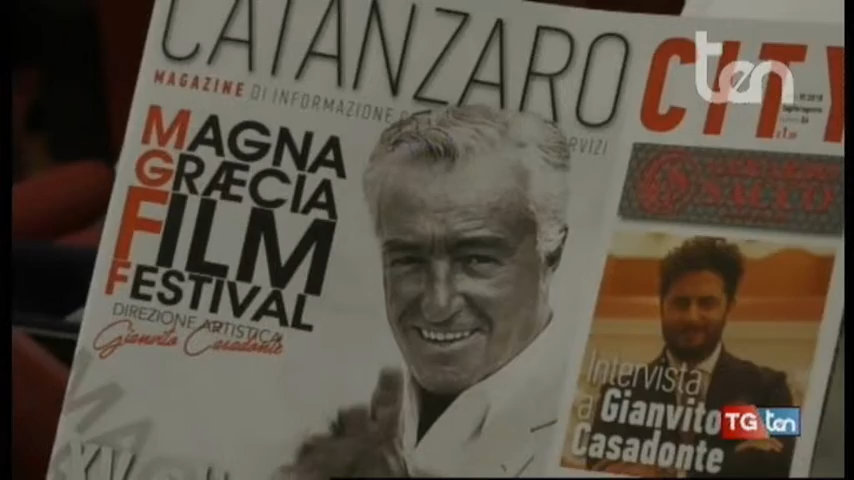 CATANZARO CITY
MAGAZINE DI INFORMAZIONE
RVIZI
MAGNA
GRÆCIA
FILM
FESTIVAL
DIREZIONE ARTISTICA
Gianvito Casadonte
Intervista
a Gianvito
Casadonte
ten
TG ten